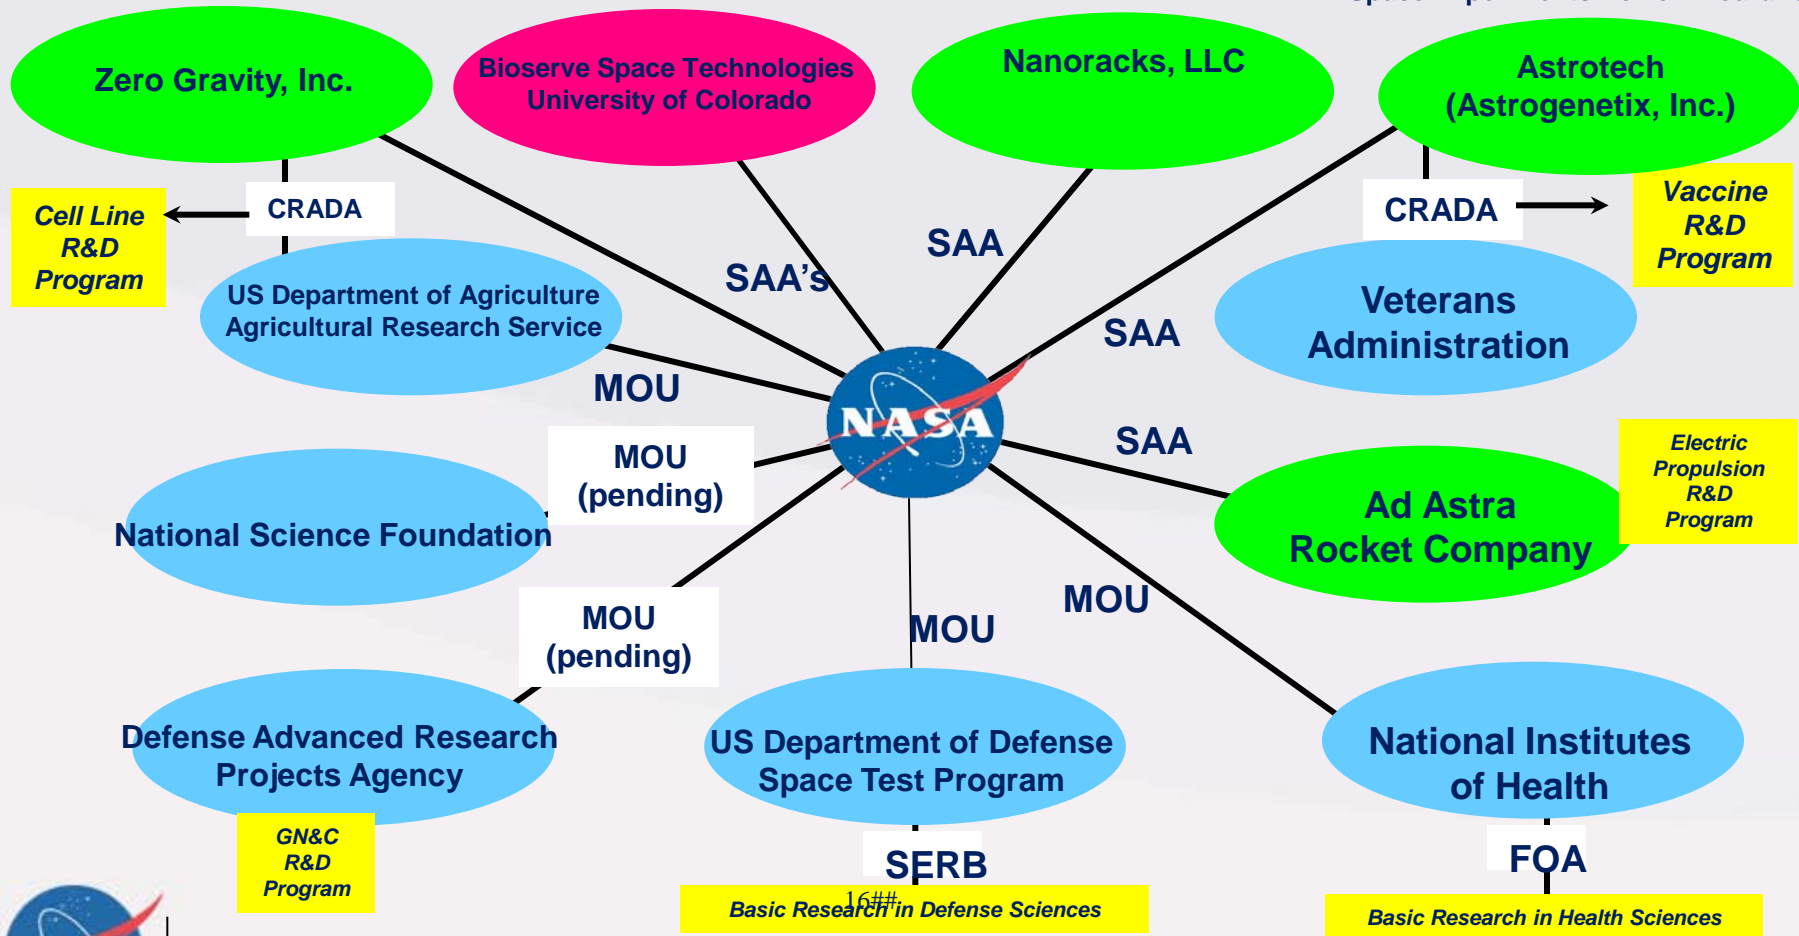 Zero Gravity, Inc.
Bioserve Space Technologies
University of Colorado
Nanoracks, LLC
Astrotech
(Astrogenetix, Inc.)
Cell Line
R&D
Program
CRADA
CRADA
Vaccine
R&D
Program
SAA's
SAA
SAA
US Department of Agriculture
Agricultural Research Service
Veterans
Administration
MOU
NASA
SAA
MOU
(pending)
National Science Foundation
Ad Astra
Rocket Company
Electric
Propulsion
R&D
Program
MOU
(pending)
MOU
MOU
Defense Advanced Research
Projects Agency
US Department of Defense
Space Test Program
National Institutes
of Health
GN&C
R&D
Program
SERB
FOA
16##
Basic Research in Defense Sciences
Basic Research in Health Sciences